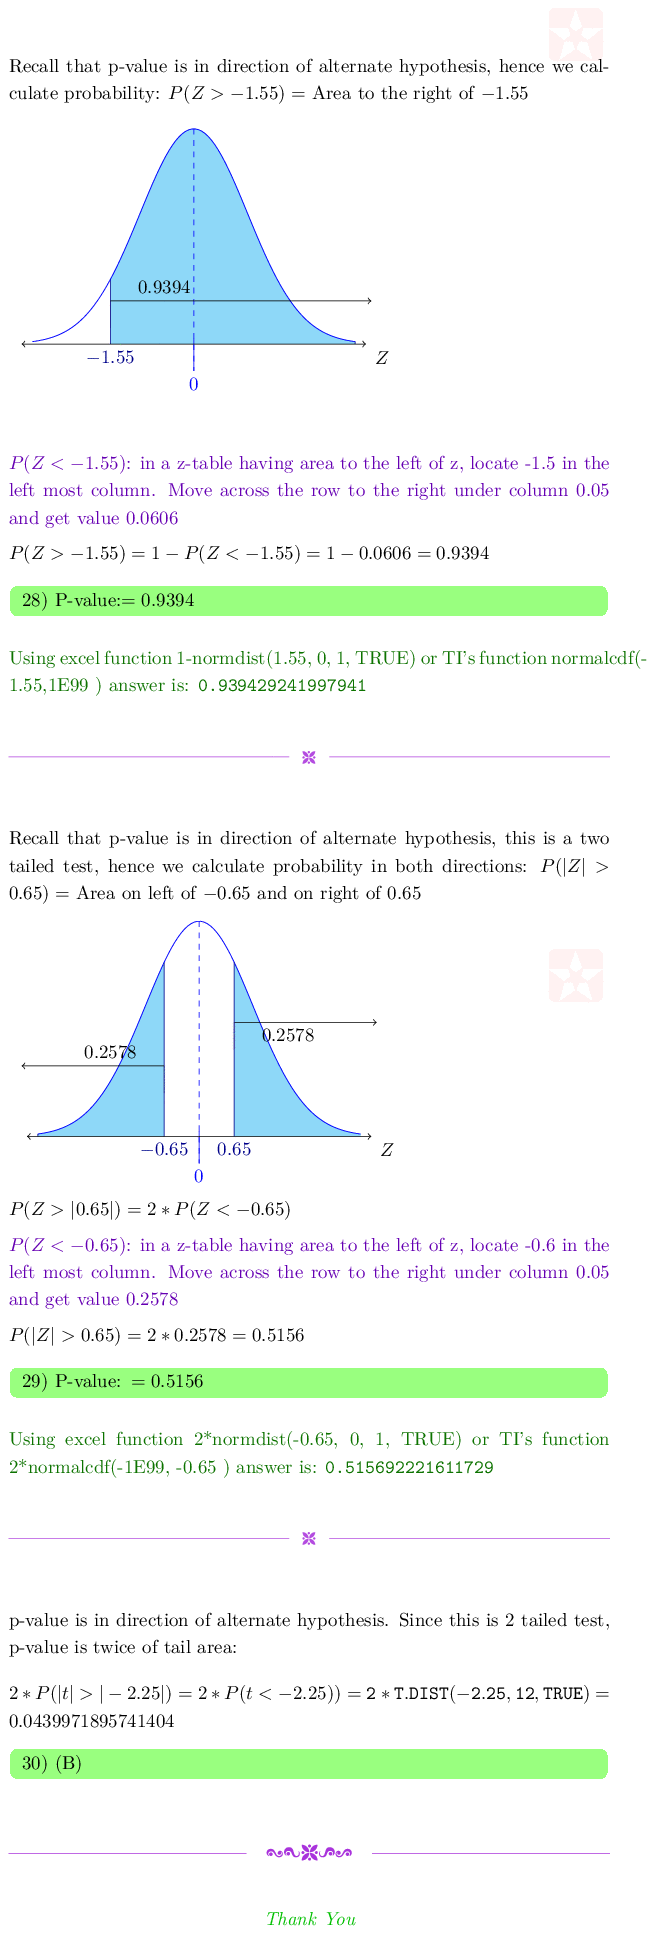 Recall that p-value is in direction of alternate hypothesis, hence we cal-
culate probability: P(Z > −1.55) = Area to the right of −1.55
0.9394
−1.55
Z
0
P(Z < −1.55): in a z-table having area to the left of z, locate -1.5 in the
left most column. Move across the row to the right under column 0.05
and get value 0.0606
P(Z > −1.55) = 1 − P(Z < −1.55) = 1 − 0.0606 = 0.9394
28) P-value:= 0.9394
Using excel function 1-normdist(1.55, 0, 1, TRUE) or TI's function normalcdf(-
1.55,1E99 ) answer is: 0.939429241997941
Recall that p-value is in direction of alternate hypothesis, this is a two
tailed test, hence we calculate probability in both directions: P(|Z| >
0.65) = Area on left of −0.65 and on right of 0.65
0.2578
0.2578
−0.65
0.65
Z
0
P(Z > |0.65|) = 2 ∗ P(Z < −0.65)
P(Z < −0.65): in a z-table having area to the left of z, locate -0.6 in the
left most column. Move across the row to the right under column 0.05
and get value 0.2578
P(|Z| > 0.65) = 2 ∗ 0.2578 = 0.5156
29) P-value: = 0.5156
Using excel function 2*normdist(-0.65, 0, 1, TRUE) or TI's function
2*normalcdf(-1E99, -0.65 ) answer is: 0.515692221611729
p-value is in direction of alternate hypothesis. Since this is 2 tailed test,
p-value is twice of tail area:
2 ∗ P(|t| > | − 2.25|) = 2 ∗ P(t < −2.25)) = 2 ∗ T.DIST(−2.25, 12, TRUE) =
0.0439971895741404
30) (B)
Thank You